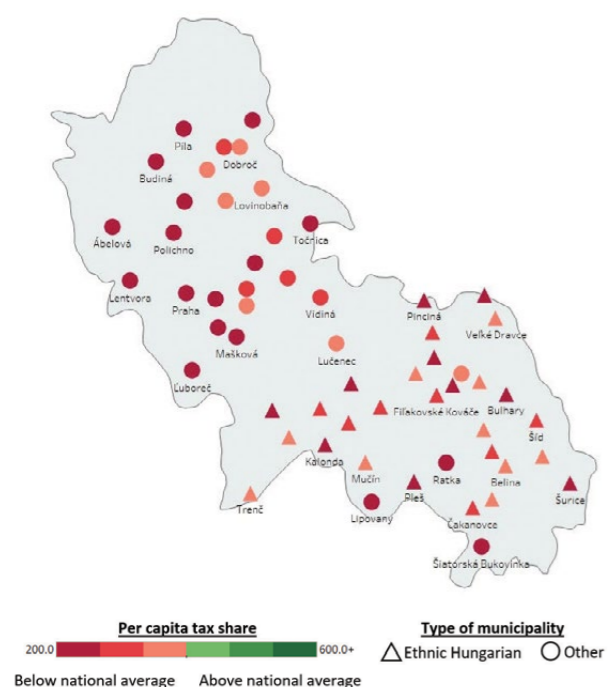 Píla
Dobroč
Budiná
Lovinobaňa
Ábelová
Polichno
Točnica
Lentvora
Praha
Vidiná
Pinciná
Veľké Dravce
Mašková
Lučenec
Ľuboreč
Fiľakovské Kováče
Bulhary
Šíd
Kalonda
Mučín
Ratka
Belina
Trenč
Lipovany
Pleš
Šurice
Čakanovce
Šiatorská Bukovinka
Per capita tax share
Type of municipality
200.0
600.0+
Ethnic Hungarian
Other
Below national average
Above national average